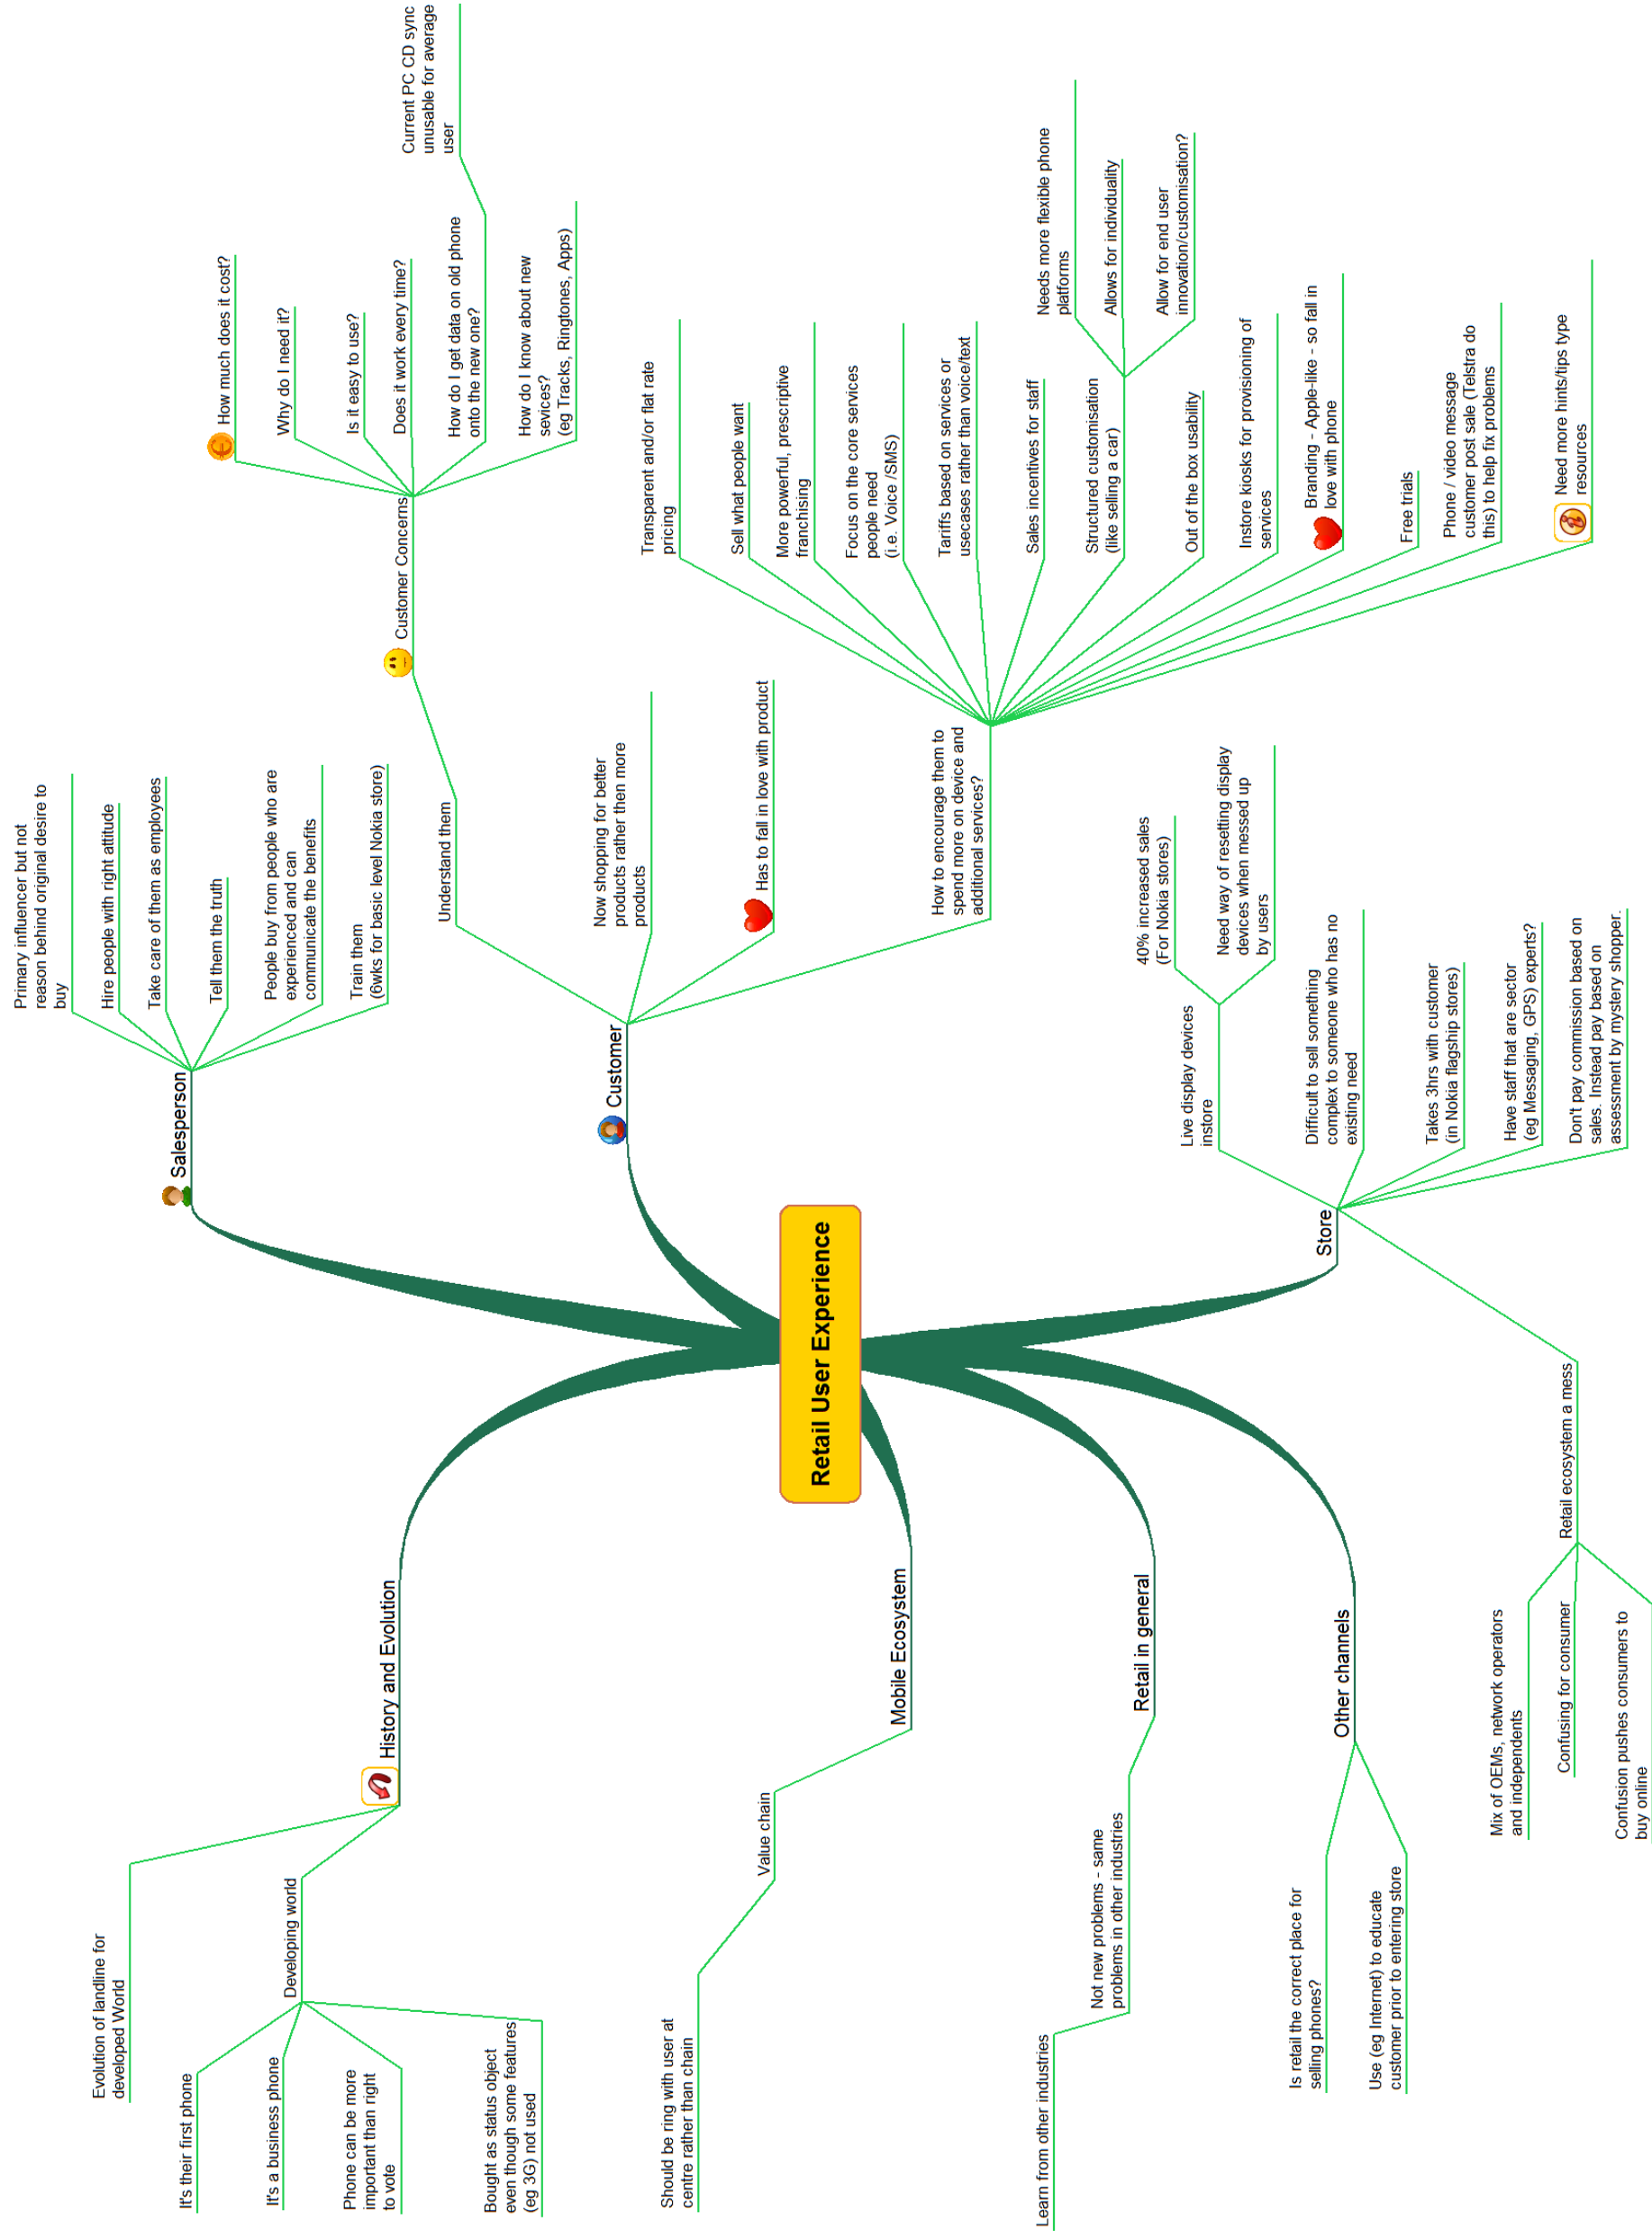 Retail User Experience
Salesperson
Primary influencer but not
reason behind original desire to
buy
Hire people with right attitude
Take care of them as employees
Tell them the truth
People buy from people who are
experienced and can
communicate the benefits
Train them
(6wks for basic level Nokia store)
Customer
Understand them
Customer Concerns
How much does it cost?
Why do I need it?
Is it easy to use?
Does it work every time?
How do I get data on old phone
onto the new one?
Current PC CD sync
unusable for average
user
How do I know about new
sevices?
(eg Tracks, Ringtones, Apps)
Now shopping for better
products rather then more
products
Has to fall in love with product
How to encourage them to
spend more on device and
additional services?
Transparent and/or flat rate
pricing
Sell what people want
More powerful, prescriptive
franchising
Focus on the core services
people need
(i.e. Voice /SMS)
Tariffs based on services or
usecases rather than voice/text
Sales incentives for staff
Structured customisation
(like selling a car)
Needs more flexible phone
platforms
Allows for individuality
Allow for end user
innovation/customisation?
Out of the box usability
Instore kiosks for provisioning of
services
Branding - Apple-like - so fall in
love with phone
Free trials
Phone / video message
customer post sale (Telstra do
this) to help fix problems
Need more hints/tips type
resources
Store
Live display devices
instore
40% increased sales
(For Nokia stores)
Need way of resetting display
devices when messed up
by users
Difficult to sell something
complex to someone who has no
existing need
Takes 3hrs with customer
(in Nokia flagship stores)
Have staff that are sector
(eg Messaging, GPS) experts?
Don't pay commission based on
sales. Instead pay based on
assessment by mystery shopper.
Retail ecosystem a mess
Mix of OEMs, network operators
and independents
Confusing for consumer
Confusion pushes consumers to
buy online
History and Evolution
Evolution of landline for
developed World
Developing world
It's their first phone
It's a business phone
Phone can be more
important than right
to vote
Bought as status object
even though some features
(eg 3G) not used
Mobile Ecosystem
Value chain
Should be ring with user at
centre rather than chain
Retail in general
Not new problems - same
problems in other industries
Learn from other industries
Other channels
Is retail the correct place for
selling phones?
Use (eg Internet) to educate
customer prior to entering store